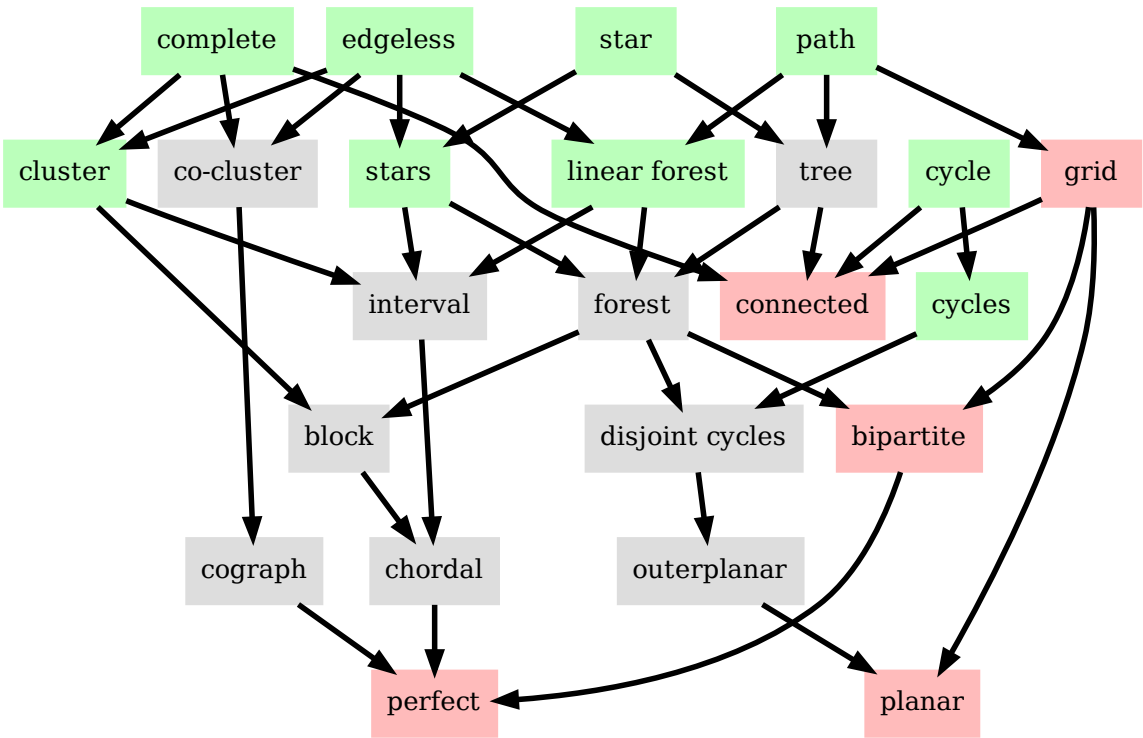 complete
edgeless
star
path
cluster
co-cluster
stars
linear forest
tree
cycle
grid
interval
forest
connected
cycles
block
disjoint cycles
bipartite
cograph
chordal
outerplanar
perfect
planar